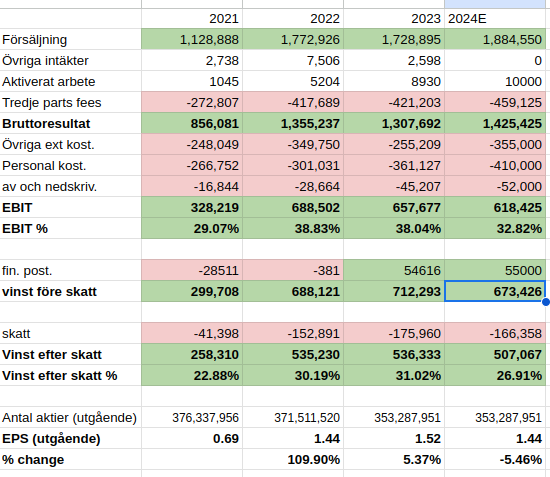 2021 2022 2023 2024E
Försäljning 1,128,888 1,772,926 1,728,895 1,884,550
Övriga intäkter 2,738 7,506 2,598 0
Aktiverat arbete 1045 5204 8930 10000
Tredje parts fees -272,807 -417,689 -421,203 -459,125
Bruttoresultat 856,081 1,355,237 1,307,692 1,425,425
Övriga ext kost. -248,049 -349,750 -255,209 -355,000
Personal kost. -266,752 -301,031 -361,127 -410,000
av och nedskriv. -16,844 -28,664 -45,207 -52,000
EBIT 328,219 688,502 657,677 618,425
EBIT % 29.07% 38.83% 38.04% 32.82%
fin. post. -28511 -381 54616 55000
vinst före skatt 299,708 688,121 712,293 673,426
skatt -41,398 -152,891 -175,960 -166,358
Vinst efter skatt 258,310 535,230 536,333 507,067
Vinst efter skatt % 22.88% 30.19% 31.02% 26.91%
Antal aktier (utgående) 376,337,956 371,511,520 353,287,951 353,287,951
EPS (utgående) 0.69 1.44 1.52 1.44
% change 109.90% 5.37% -5.46%